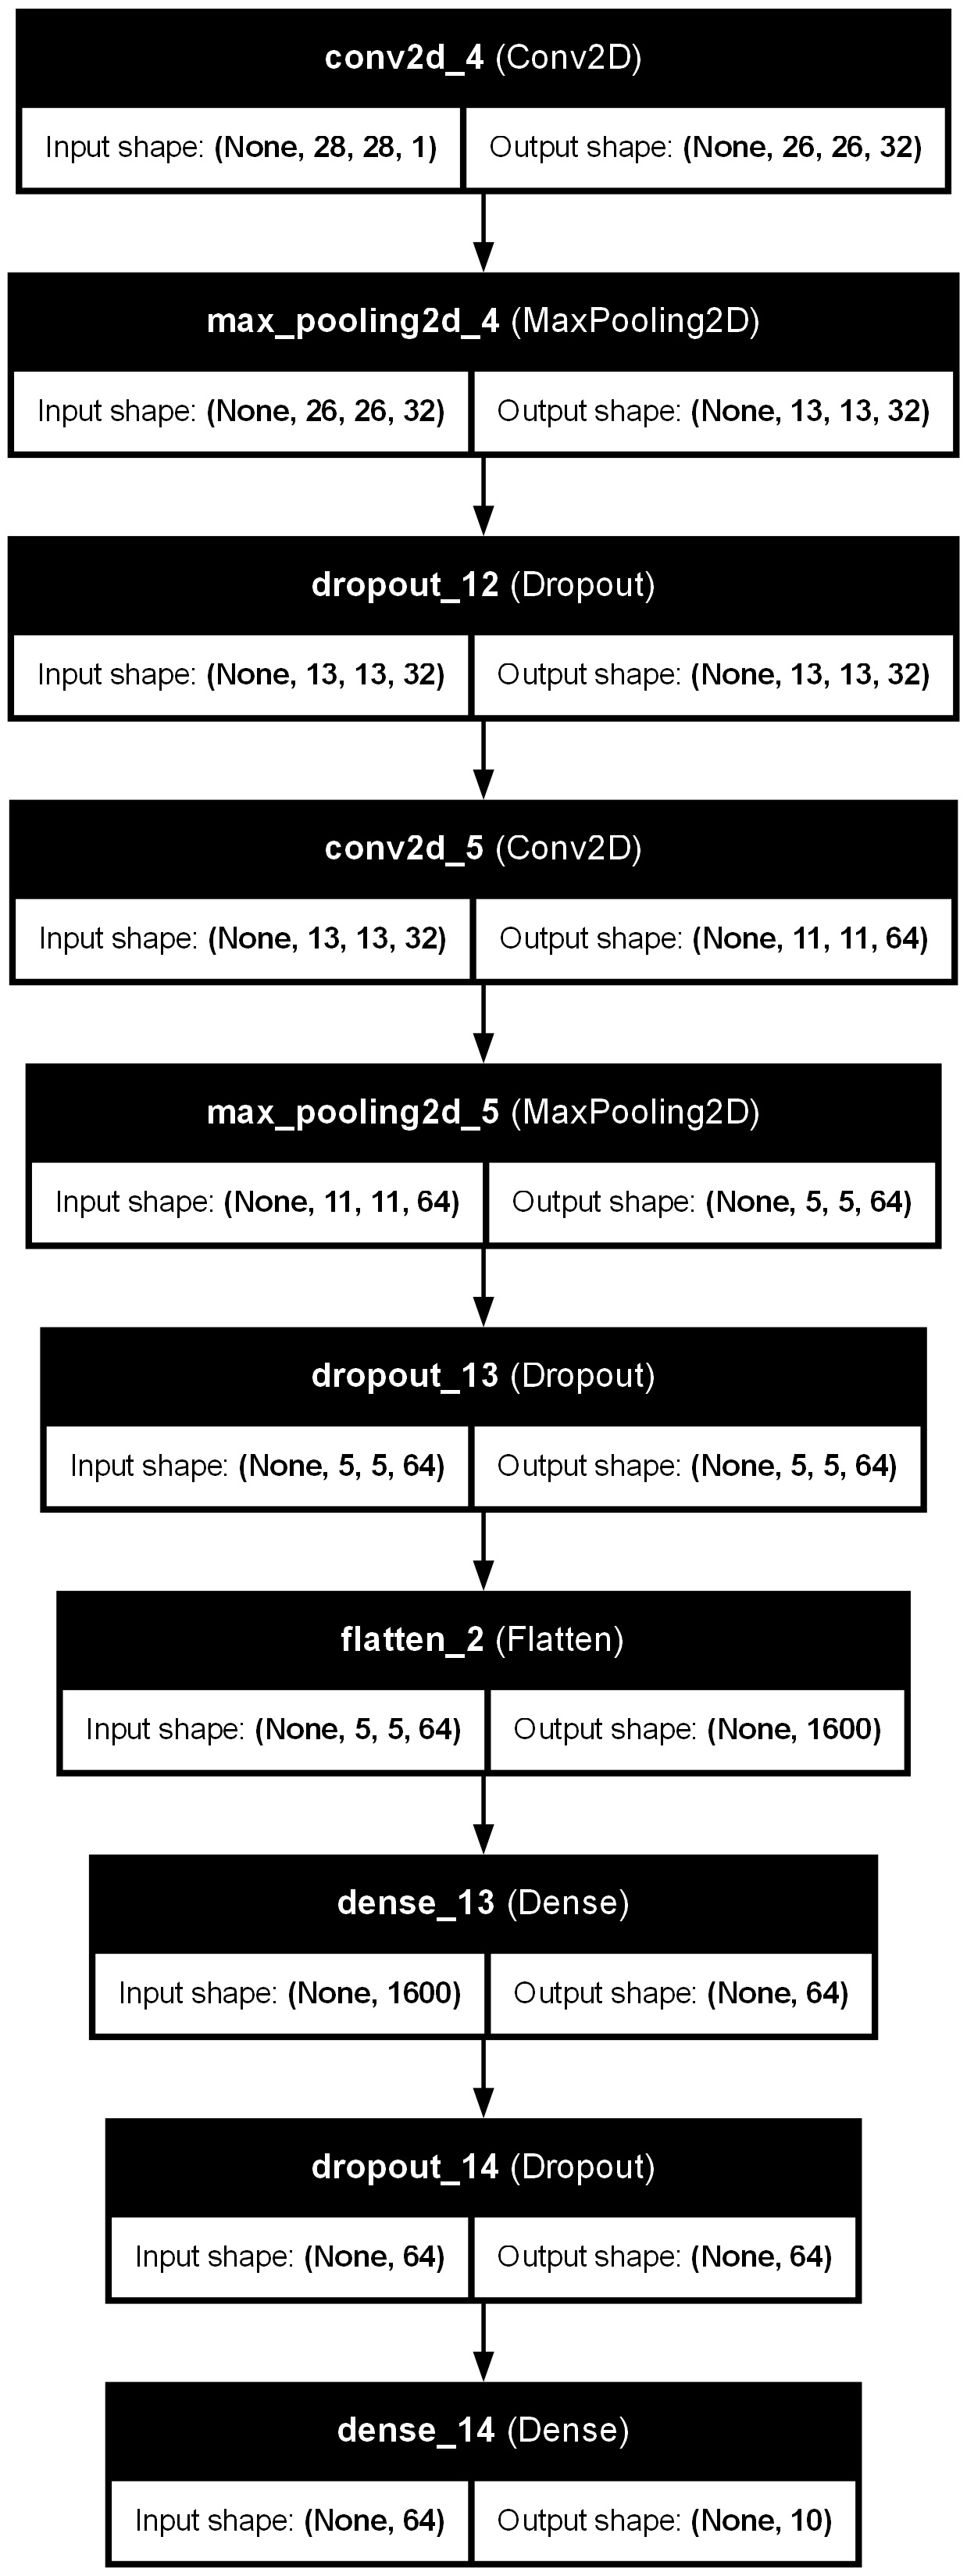 conv2d_4 (Conv2D)
Input shape: (None, 28, 28, 1) Output shape: (None, 26, 26, 32)
max_pooling2d_4 (MaxPooling2D)
Input shape: (None, 26, 26, 32) Output shape: (None, 13, 13, 32)
dropout_12 (Dropout)
Input shape: (None, 13, 13, 32) Output shape: (None, 13, 13, 32)
conv2d_5 (Conv2D)
Input shape: (None, 13, 13, 32) Output shape: (None, 11, 11, 64)
max_pooling2d_5 (MaxPooling2D)
Input shape: (None, 11, 11, 64) Output shape: (None, 5, 5, 64)
dropout_13 (Dropout)
Input shape: (None, 5, 5, 64) Output shape: (None, 5, 5, 64)
flatten_2 (Flatten)
Input shape: (None, 5, 5, 64) Output shape: (None, 1600)
dense_13 (Dense)
Input shape: (None, 1600) Output shape: (None, 64)
dropout_14 (Dropout)
Input shape: (None, 64) Output shape: (None, 64)
dense_14 (Dense)
Input shape: (None, 64) Output shape: (None, 10)